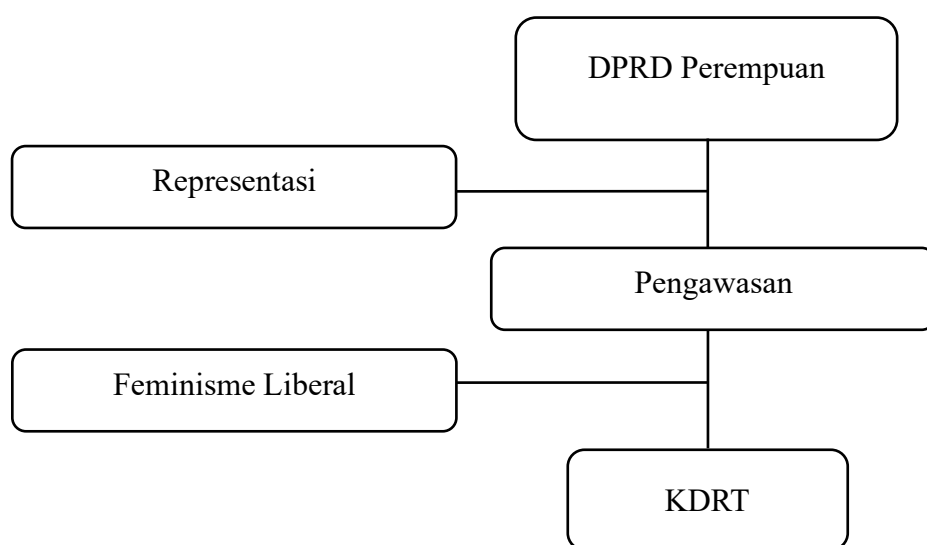 DPRD Perempuan
Representasi
Pengawasan
Feminisme Liberal
KDRT